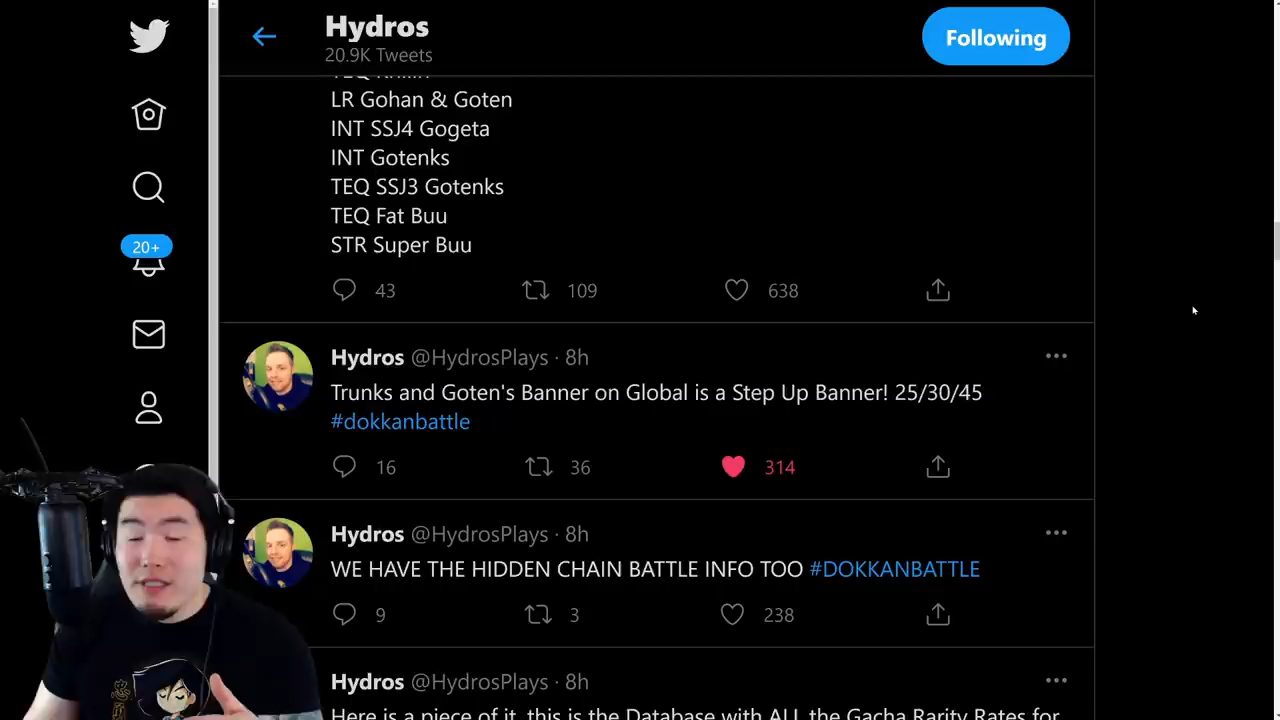 Hydros
20.9K Tweets
Following
LR Gohan & Goten
INT SSJ4 Gogeta
INT Gotenks
TEQ SSJ3 Gotenks
TEQ Fat Buu
STR Super Buu
20+
43 109 638
Hydros @HydrosPlays · 8h
Trunks and Goten's Banner on Global is a Step Up Banner! 25/30/45
#dokkanbattle
16 36 314
Hydros @HydrosPlays · 8h
WE HAVE THE HIDDEN CHAIN BATTLE INFO TOO #DOKKANBATTLE
9 3 238
Hydros @HydrosPlays · 8h
Here is a piece of it, this is the Database with ALL the Gacha Rarity Rates for